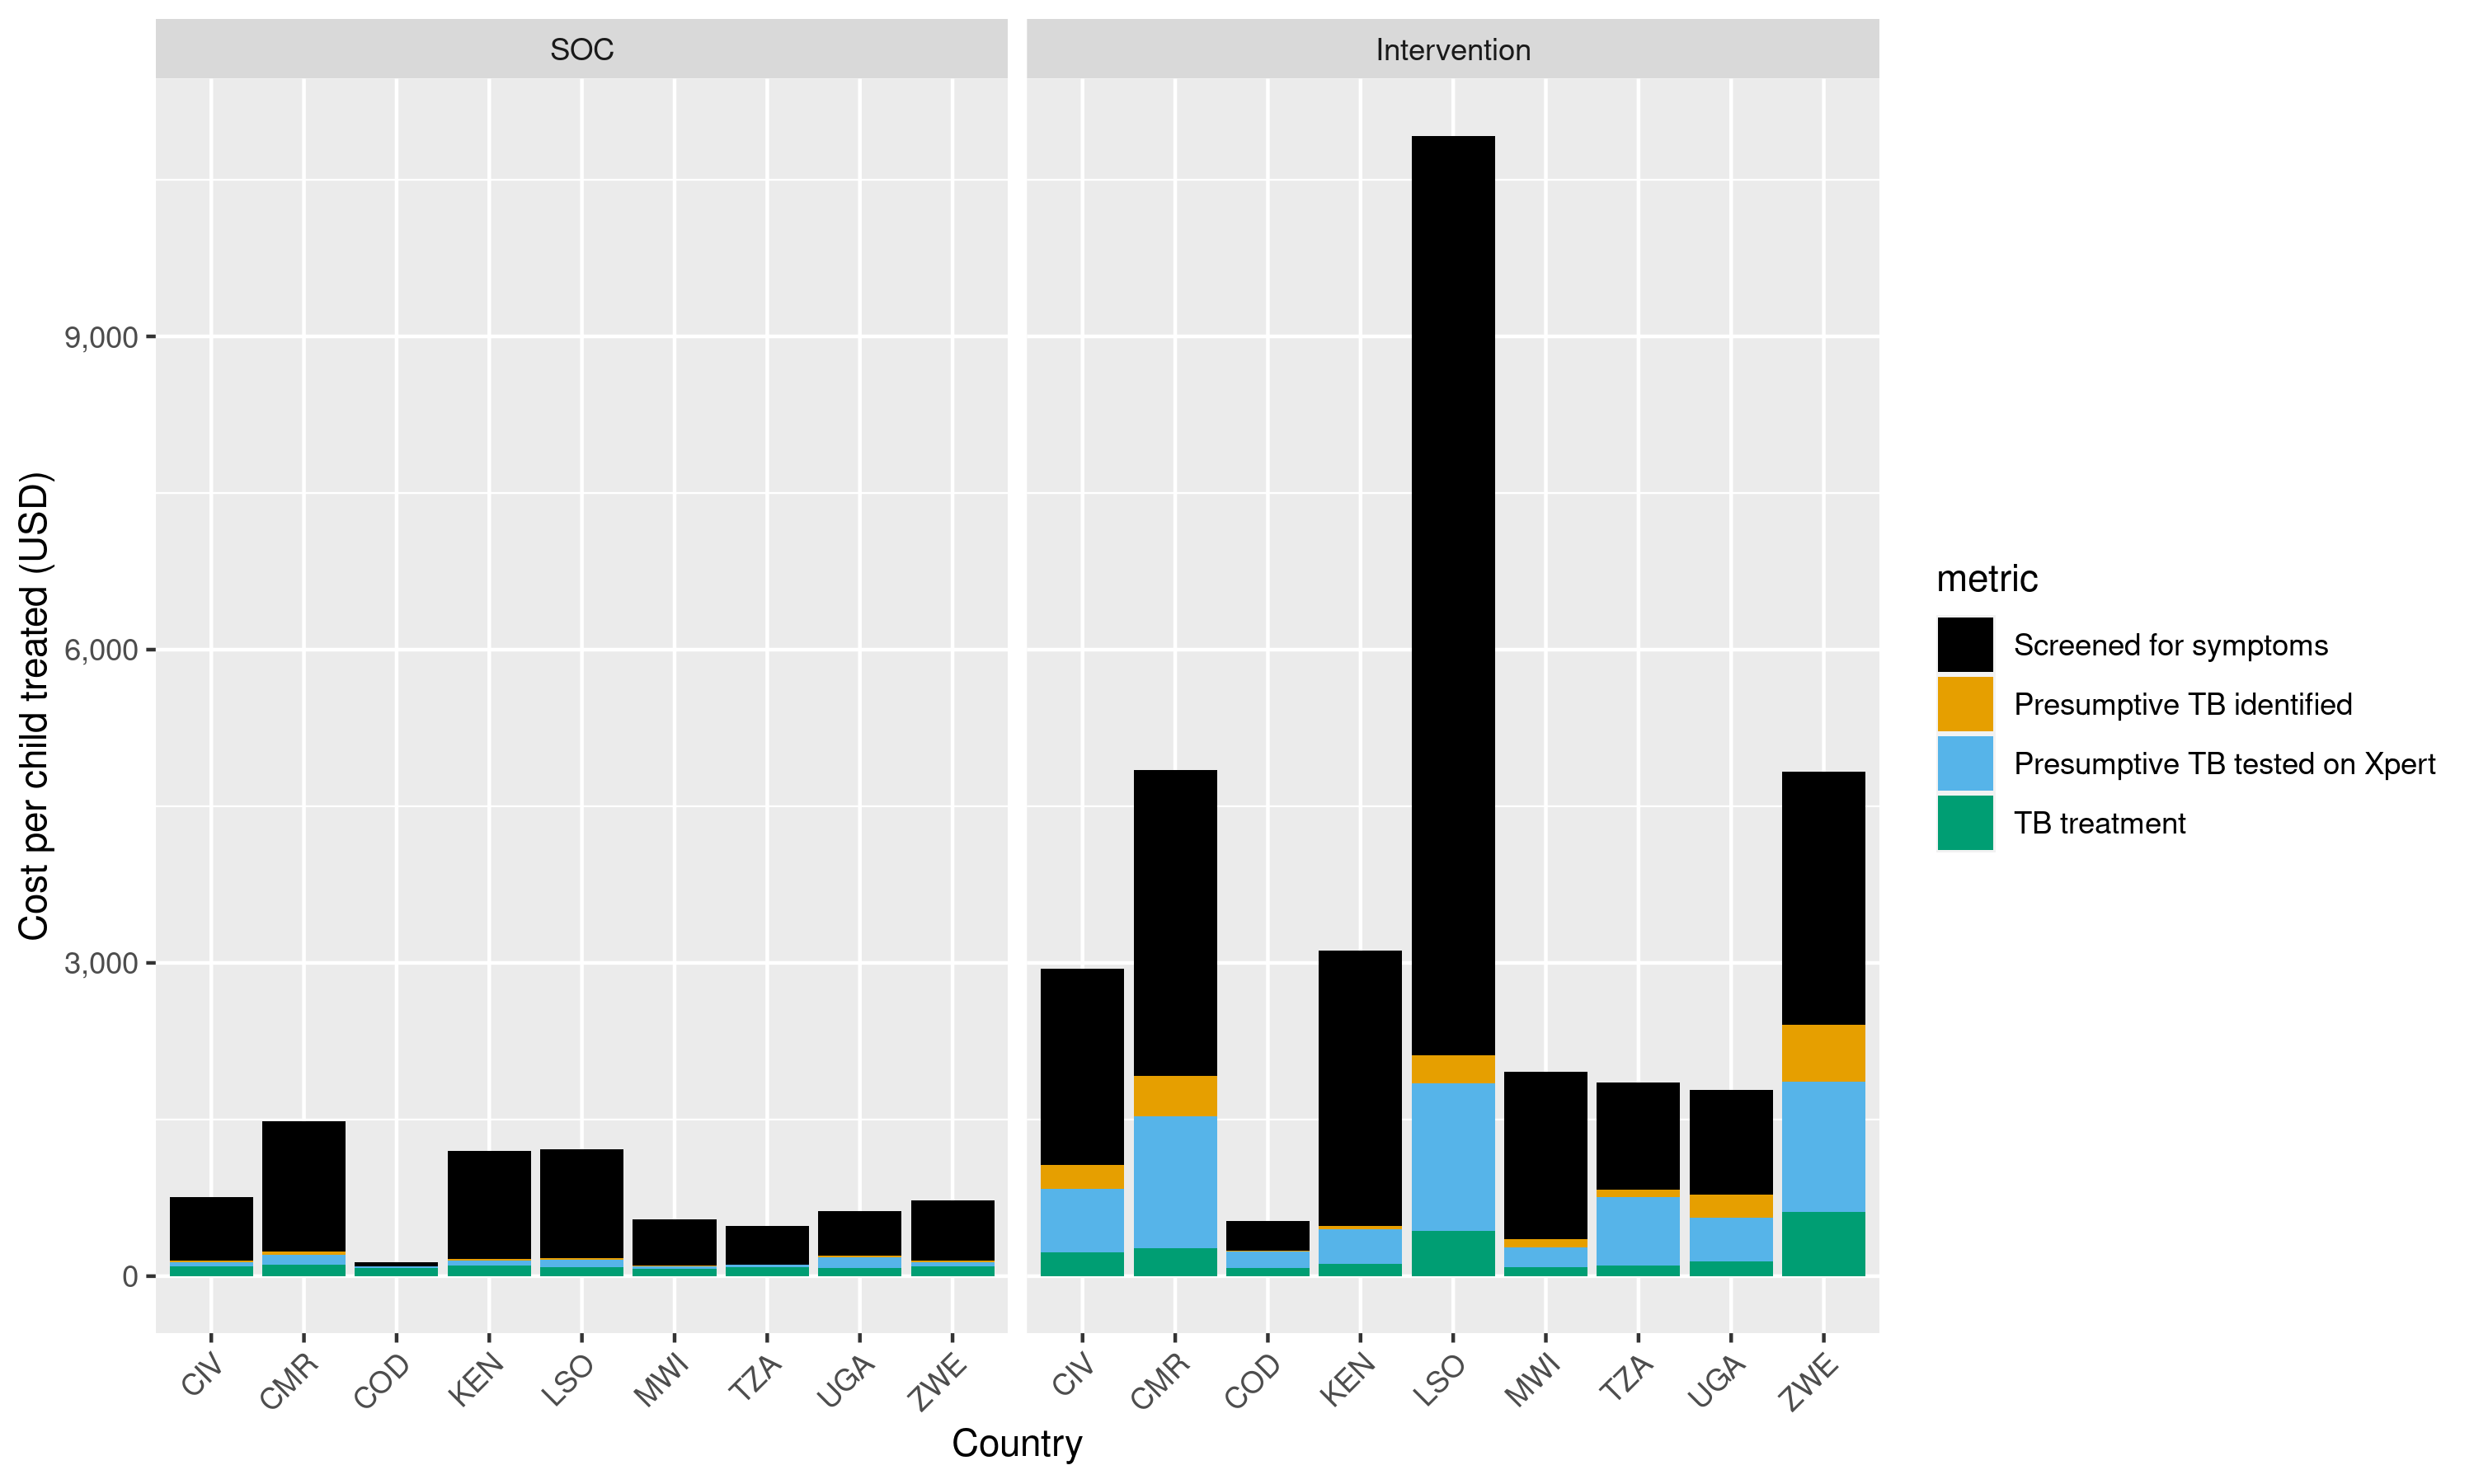 SOC
Intervention
Cost per child treated (USD)
9,000
6,000
3,000
0
CIV CMR COD KEN LSO MWI TZA UGA ZWE
CIV CMR COD KEN LSO MWI TZA UGA ZWE
Country
metric
Screened for symptoms
Presumptive TB identified
Presumptive TB tested on Xpert
TB treatment